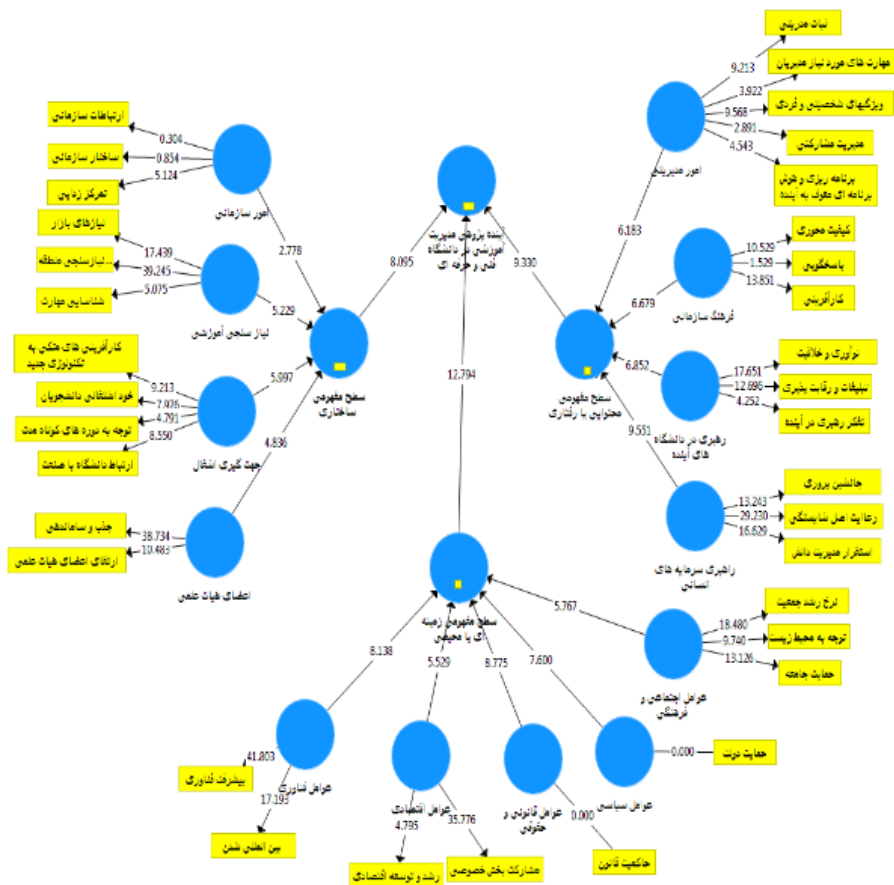 ثبات مدیریتی
9.213
مهارت های مورد نیاز مدیریان
3.922
ویژگیهای شخصیتی و فردی
9.568
مدیریت مشارکتی
2.891
برنامه ریزی و هوش
برنامه ای معوف به آینده
4.543
امور مدیریتی
6.183
ارتباطات سازمانی
0.304
ساختار سازمانی
0.854
تمرکز زدایی
5.124
امور سازمانی
2.778
آینده پژوهی مدیریت
آموزشی در دانشگاه
فنی و حرفه ای
8.095
9.330
12.794
نیازهای بازار
17.439
نیازسنجی منطقه...
39.245
شناسایی مهارت
5.075
نیاز سنجی آموزشی
5.229
کیفیت محوری
10.529
پاسخگویی
1.529
کارآفرینی
13.851
فرهنگ سازمانی
6.679
سطح مفهومی
ساختاری
سطح مفهومی
محتوایی یا رفتاری
کارآفرینی های متکی به
تکنولوژی جدید
9.213
خود اشتغالی دانشجویان
7.926
توجه به دوره های کوتاه مدت
4.791
ارتباط دانشگاه با صنعت
8.550
جهت گیری اشغال
5.997
نوآوری و خلاقیت
17.651
تبلیغات و رقابت پذیری
12.696
تفکر رهبری در آینده
4.252
رهبری در دانشگاه
های آینده
6.852
جذب و ساماندهی
38.734
ارتقای اعضای هیات علمی
10.483
اعضای هیات علمی
4.836
جانشین پروری
13.243
رعاایت اصل شایستگی
29.230
استقرار مدیریت دانش
16.629
راهبری سرمایه های
انسانی
9.551
سطح مفهومی زمینه
ای یا محیطی
نرخ رشد جمعیت
18.480
توجه به محیط زیست
9.740
حمایت جامعه
13.126
عوامل اجتماعی و
فرهنگی
5.767
8.138
5.529
8.775
7.600
پیشرفت فناوری
41.803
بین المللی شدن
17.193
عوامل فناوری
عوامل اقتصادی
4.795
35.776
رشد و توسعه اقتصادی
مشارکت بخش خصوصی
عوامل قانونی و
حقوقی
0.000
حاکمیت قانون
عوامل سیاسی
0.000
حمایت دولت